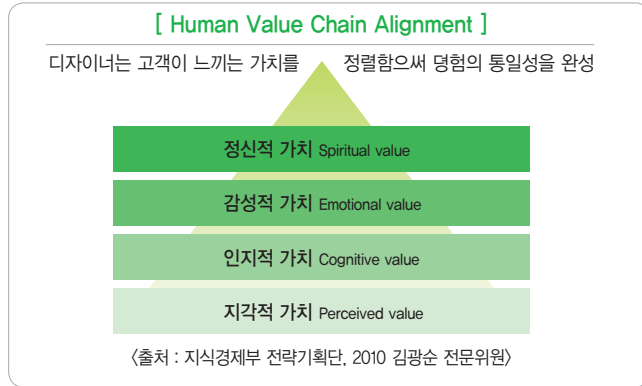 [ Human Value Chain Alignment ]
디자이너는 고객이 느끼는 가치를 정렬함으써 뎡험의 통일성을 완성
정신적 가치 Spiritual value
감성적 가치 Emotional value
인지적 가치 Cognitive value
지각적 가치 Perceived value
〈출처 : 지식경제부 전략기획단, 2010 김광순 전문위원〉